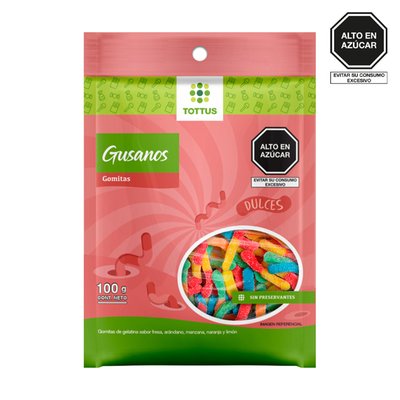 ALTO EN
AZÚCAR
EVITAR SU CONSUMO
EXCESIVO
TOTTUS
Gusanos
Gomitas
ALTO EN
AZÚCAR
EVITAR SU CONSUMO
EXCESIVO
DULCES
100 g
CONT. NETO
SIN PRESERVANTES
IMAGEN REFERENCIAL
Gomitas de gelatina sabor fresa, arándano, manzana, naranja y limón